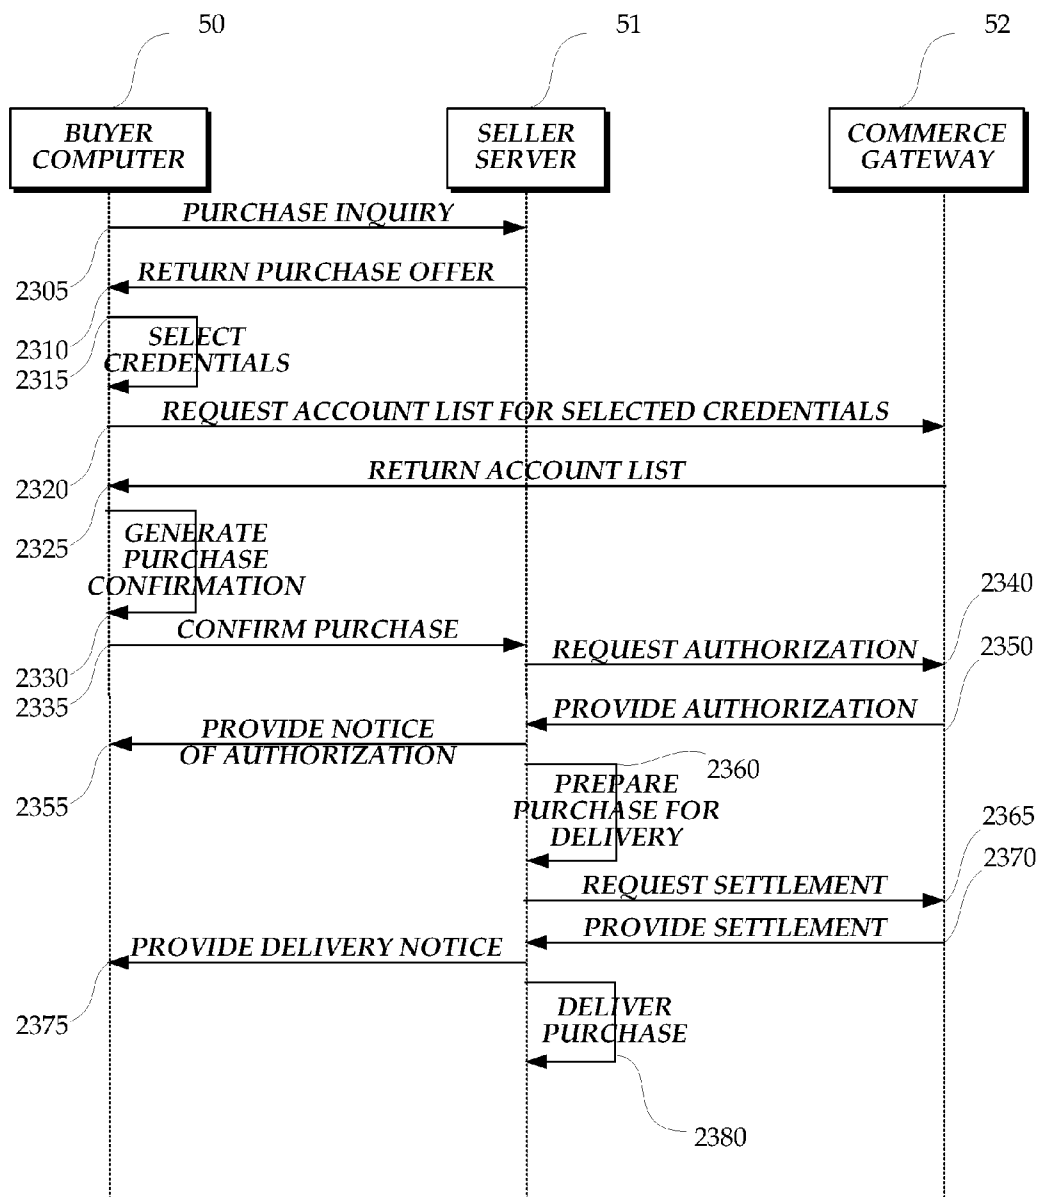 50
51
52
BUYER
COMPUTER
SELLER
SERVER
COMMERCE
GATEWAY
PURCHASE INQUIRY
2305
RETURN PURCHASE OFFER
2310
SELECT
CREDENTIALS
2315
REQUEST ACCOUNT LIST FOR SELECTED CREDENTIALS
2320
RETURN ACCOUNT LIST
2325
GENERATE
PURCHASE
CONFIRMATION
2330
CONFIRM PURCHASE
2335
REQUEST AUTHORIZATION
2340
PROVIDE AUTHORIZATION
2350
PROVIDE NOTICE
OF AUTHORIZATION
2355
2360
PREPARE
PURCHASE FOR
DELIVERY
REQUEST SETTLEMENT
2365
PROVIDE SETTLEMENT
2370
PROVIDE DELIVERY NOTICE
2375
DELIVER
PURCHASE
2380